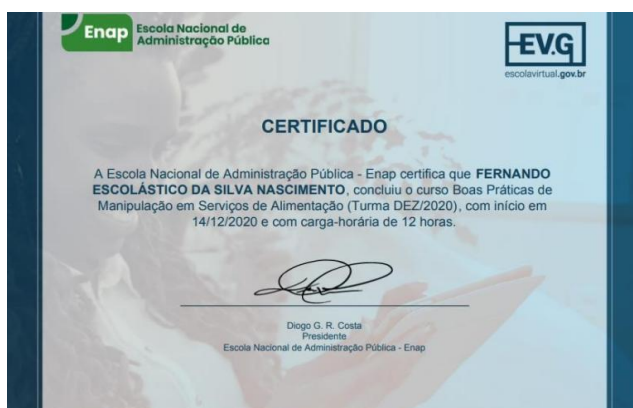 Enap
Escola Nacional de
Administração Pública
EV.G
escolavirtual.gov.br
CERTIFICADO
A Escola Nacional de Administração Pública - Enap certifica que FERNANDO
ESCOLÁSTICO DA SILVA NASCIMENTO, concluiu o curso Boas Práticas de
Manipulação em Serviços de Alimentação (Turma DEZ/2020), com início em
14/12/2020 e com carga-horária de 12 horas.
Diogo G. R. Costa
Presidente
Escola Nacional de Administração Pública - Enap